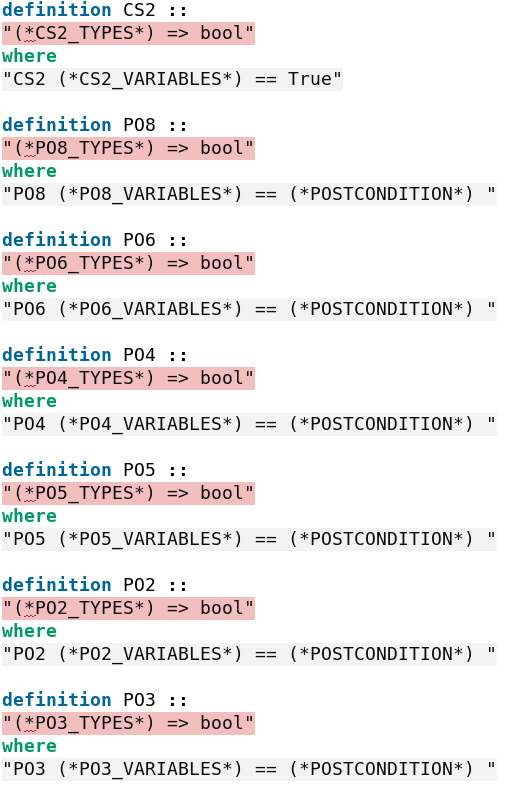 definition CS2 ::
"(*CS2_TYPES*) => bool"
where
"CS2 (*CS2_VARIABLES*) == True"
definition PO8 ::
"(*PO8_TYPES*) => bool"
where
"PO8 (*PO8_VARIABLES*) == (*POSTCONDITION*) "
definition PO6 ::
"(*PO6_TYPES*) => bool"
where
"PO6 (*PO6_VARIABLES*) == (*POSTCONDITION*) "
definition PO4 ::
"(*PO4_TYPES*) => bool"
where
"PO4 (*PO4_VARIABLES*) == (*POSTCONDITION*) "
definition PO5 ::
"(*PO5_TYPES*) => bool"
where
"PO5 (*PO5_VARIABLES*) == (*POSTCONDITION*) "
definition PO2 ::
"(*PO2_TYPES*) => bool"
where
"PO2 (*PO2_VARIABLES*) == (*POSTCONDITION*) "
definition PO3 ::
"(*PO3_TYPES*) => bool"
where
"PO3 (*PO3_VARIABLES*) == (*POSTCONDITION*) "